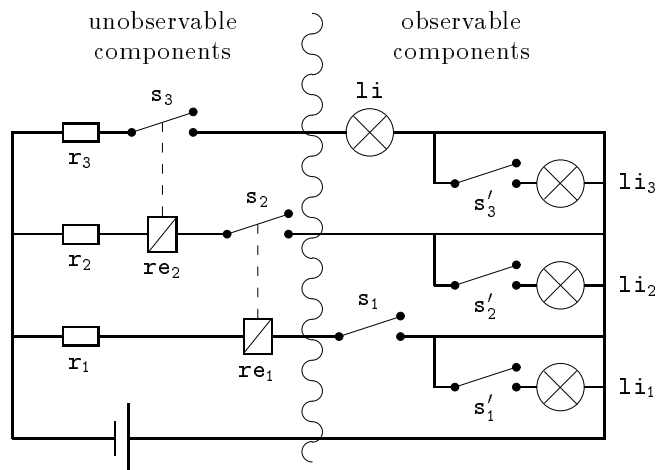 unobservable components
observable components
s3
li
r3
s′3
li3
s2
r2
re2
s′2
li2
s1
r1
re1
s′1
li1